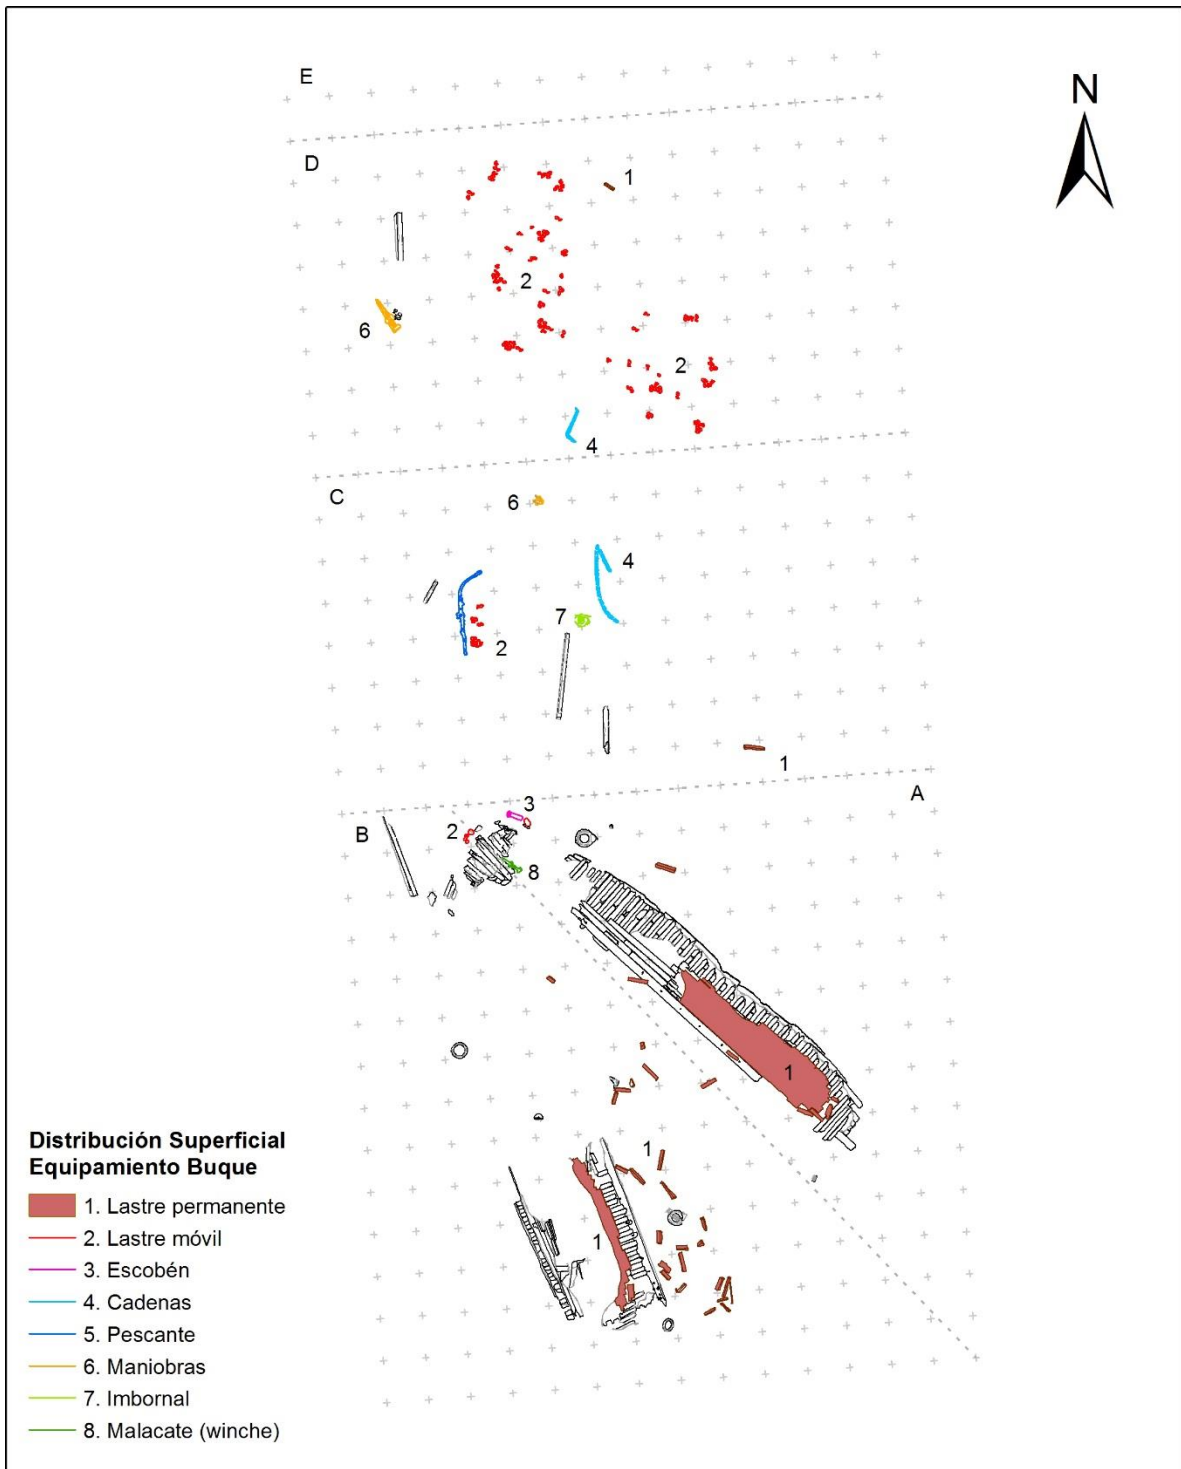 E
N
D
1
2
6
2
4
C
6
4
7
2
1
A
3
B
2
8
1
1
1
Distribución Superficial
Equipamiento Buque
1. Lastre permanente
2. Lastre móvil
3. Escobén
4. Cadenas
5. Pescante
6. Maniobras
7. Imbornal
8. Malacate (winche)